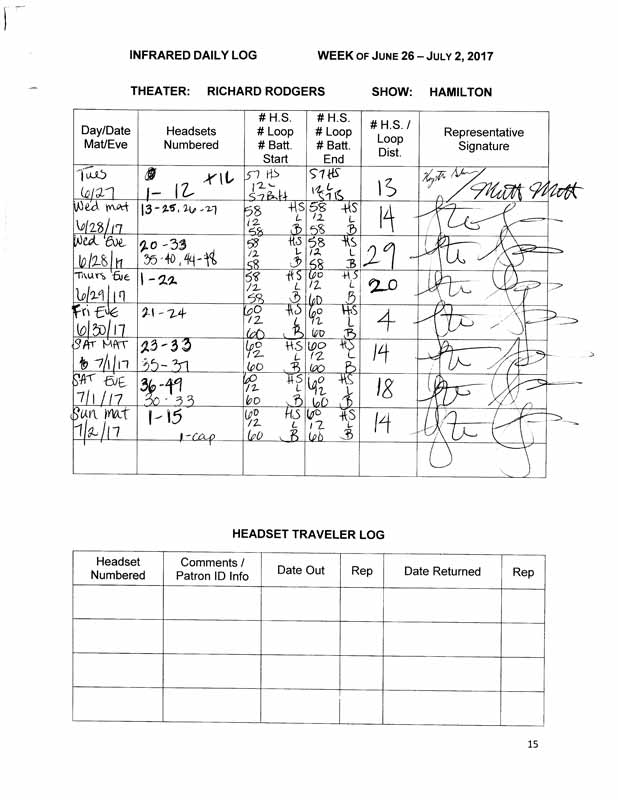 INFRARED DAILY LOG WEEK OF JUNE 26 – JULY 2, 2017
THEATER: RICHARD RODGERS SHOW: HAMILTON
Day/Date Mat/Eve
Headsets Numbered
# H.S. # Loop # Batt. Start
# H.S. # Loop # Batt. End
# H.S. / Loop Dist.
Representative Signature
Tues 6/27
+1L
1- 12
57 HS
12 L
57 Batt
57 HS
12 L
57 B
13
Matt Mott
Wed mat 6/28/17
13-25, 26-27
58 HS
12 L
58 B
58 HS
12 L
58 B
14
Wed Eve 6/28/17
20-33
35-40, 44-48
58 HS
12 L
58 B
58 HS
12 L
58 B
29
Thurs Eve 6/29/17
1-22
58 HS
12 L
58 B
60 HS
12 L
60 B
20
Fri EVE 6/30/17
21-24
60 HS
12 L
60 B
60 HS
12 L
60 B
4
SAT MAT 7/1/17
23-33
35-37
60 HS
12 L
60 B
60 HS
12 L
60 B
14
SAT EVE 7/1/17
36-49
30-33
60 HS
12 L
60 B
60 HS
12 L
60 B
18
Sun mat 7/2/17
1-15
1-cap
60 HS
12 L
60 B
60 HS
12 L
60 B
14
HEADSET TRAVELER LOG
Headset Numbered
Comments / Patron ID Info
Date Out
Rep
Date Returned
Rep
15